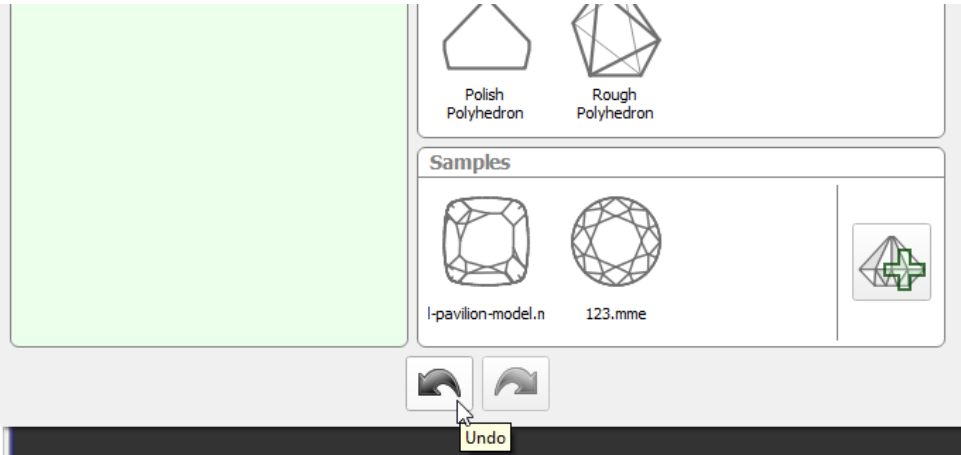 Polish
Polyhedron
Rough
Polyhedron
Samples
l-pavilion-model.n
123.mme
Undo